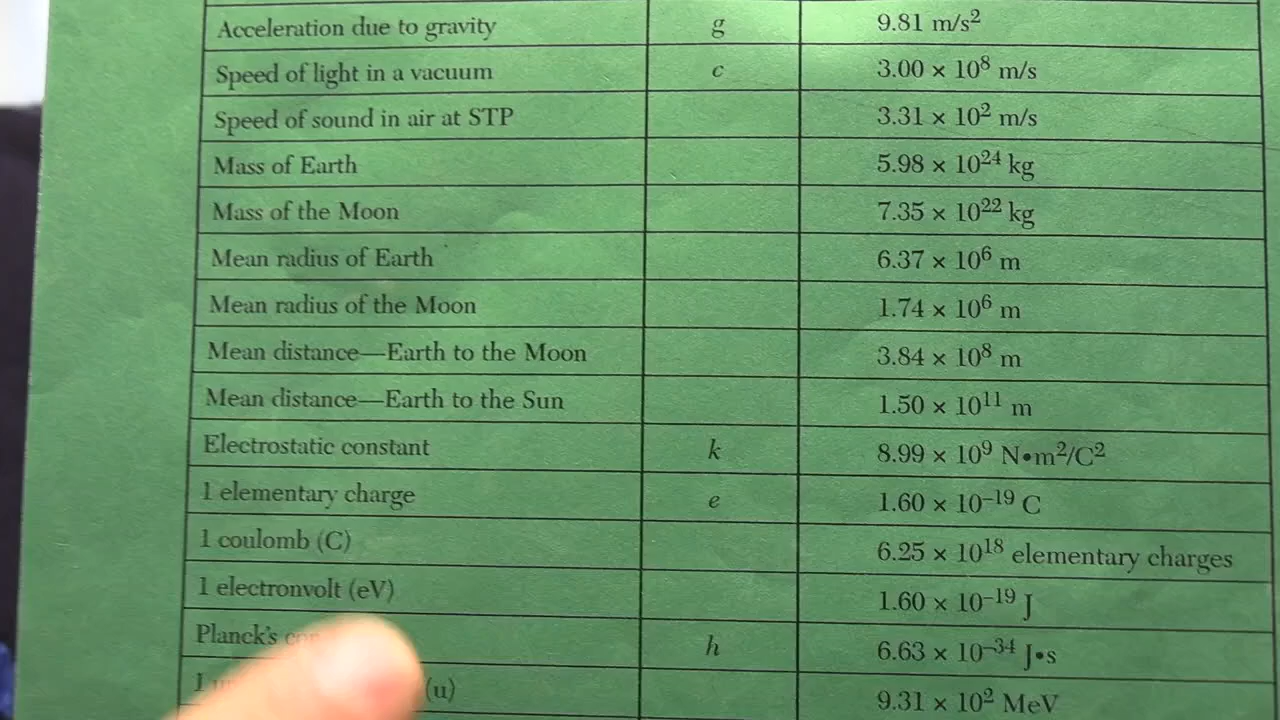 Acceleration due to gravity g 9.81 m/s²
Speed of light in a vacuum c 3.00 × 10⁸ m/s
Speed of sound in air at STP 3.31 × 10² m/s
Mass of Earth 5.98 × 10²⁴ kg
Mass of the Moon 7.35 × 10²² kg
Mean radius of Earth 6.37 × 10⁶ m
Mean radius of the Moon 1.74 × 10⁶ m
Mean distance—Earth to the Moon 3.84 × 10⁸ m
Mean distance—Earth to the Sun 1.50 × 10¹¹ m
Electrostatic constant k 8.99 × 10⁹ N•m²/C²
1 elementary charge e 1.60 × 10⁻¹⁹ C
1 coulomb (C) 6.25 × 10¹⁸ elementary charges
1 electronvolt (eV) 1.60 × 10⁻¹⁹ J
Planck's h 6.63 × 10⁻³⁴ J•s
1 (u) 9.31 × 10² MeV